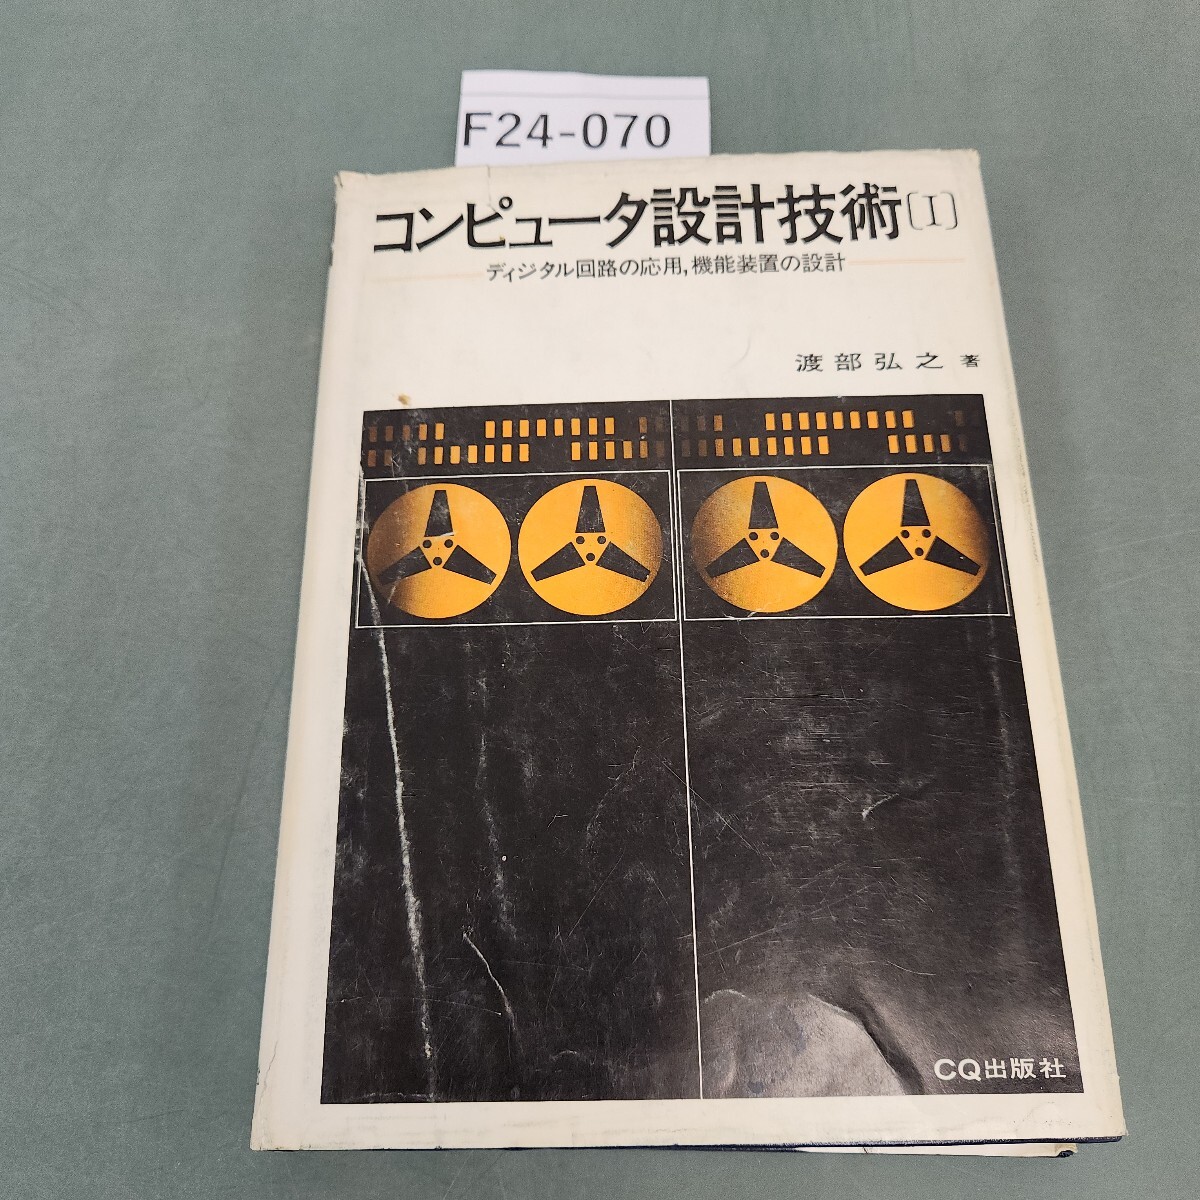 F24-070
コンピュータ設計技術〔I〕
ディジタル回路の応用,機能装置の設計
渡部弘之 著
CQ出版社